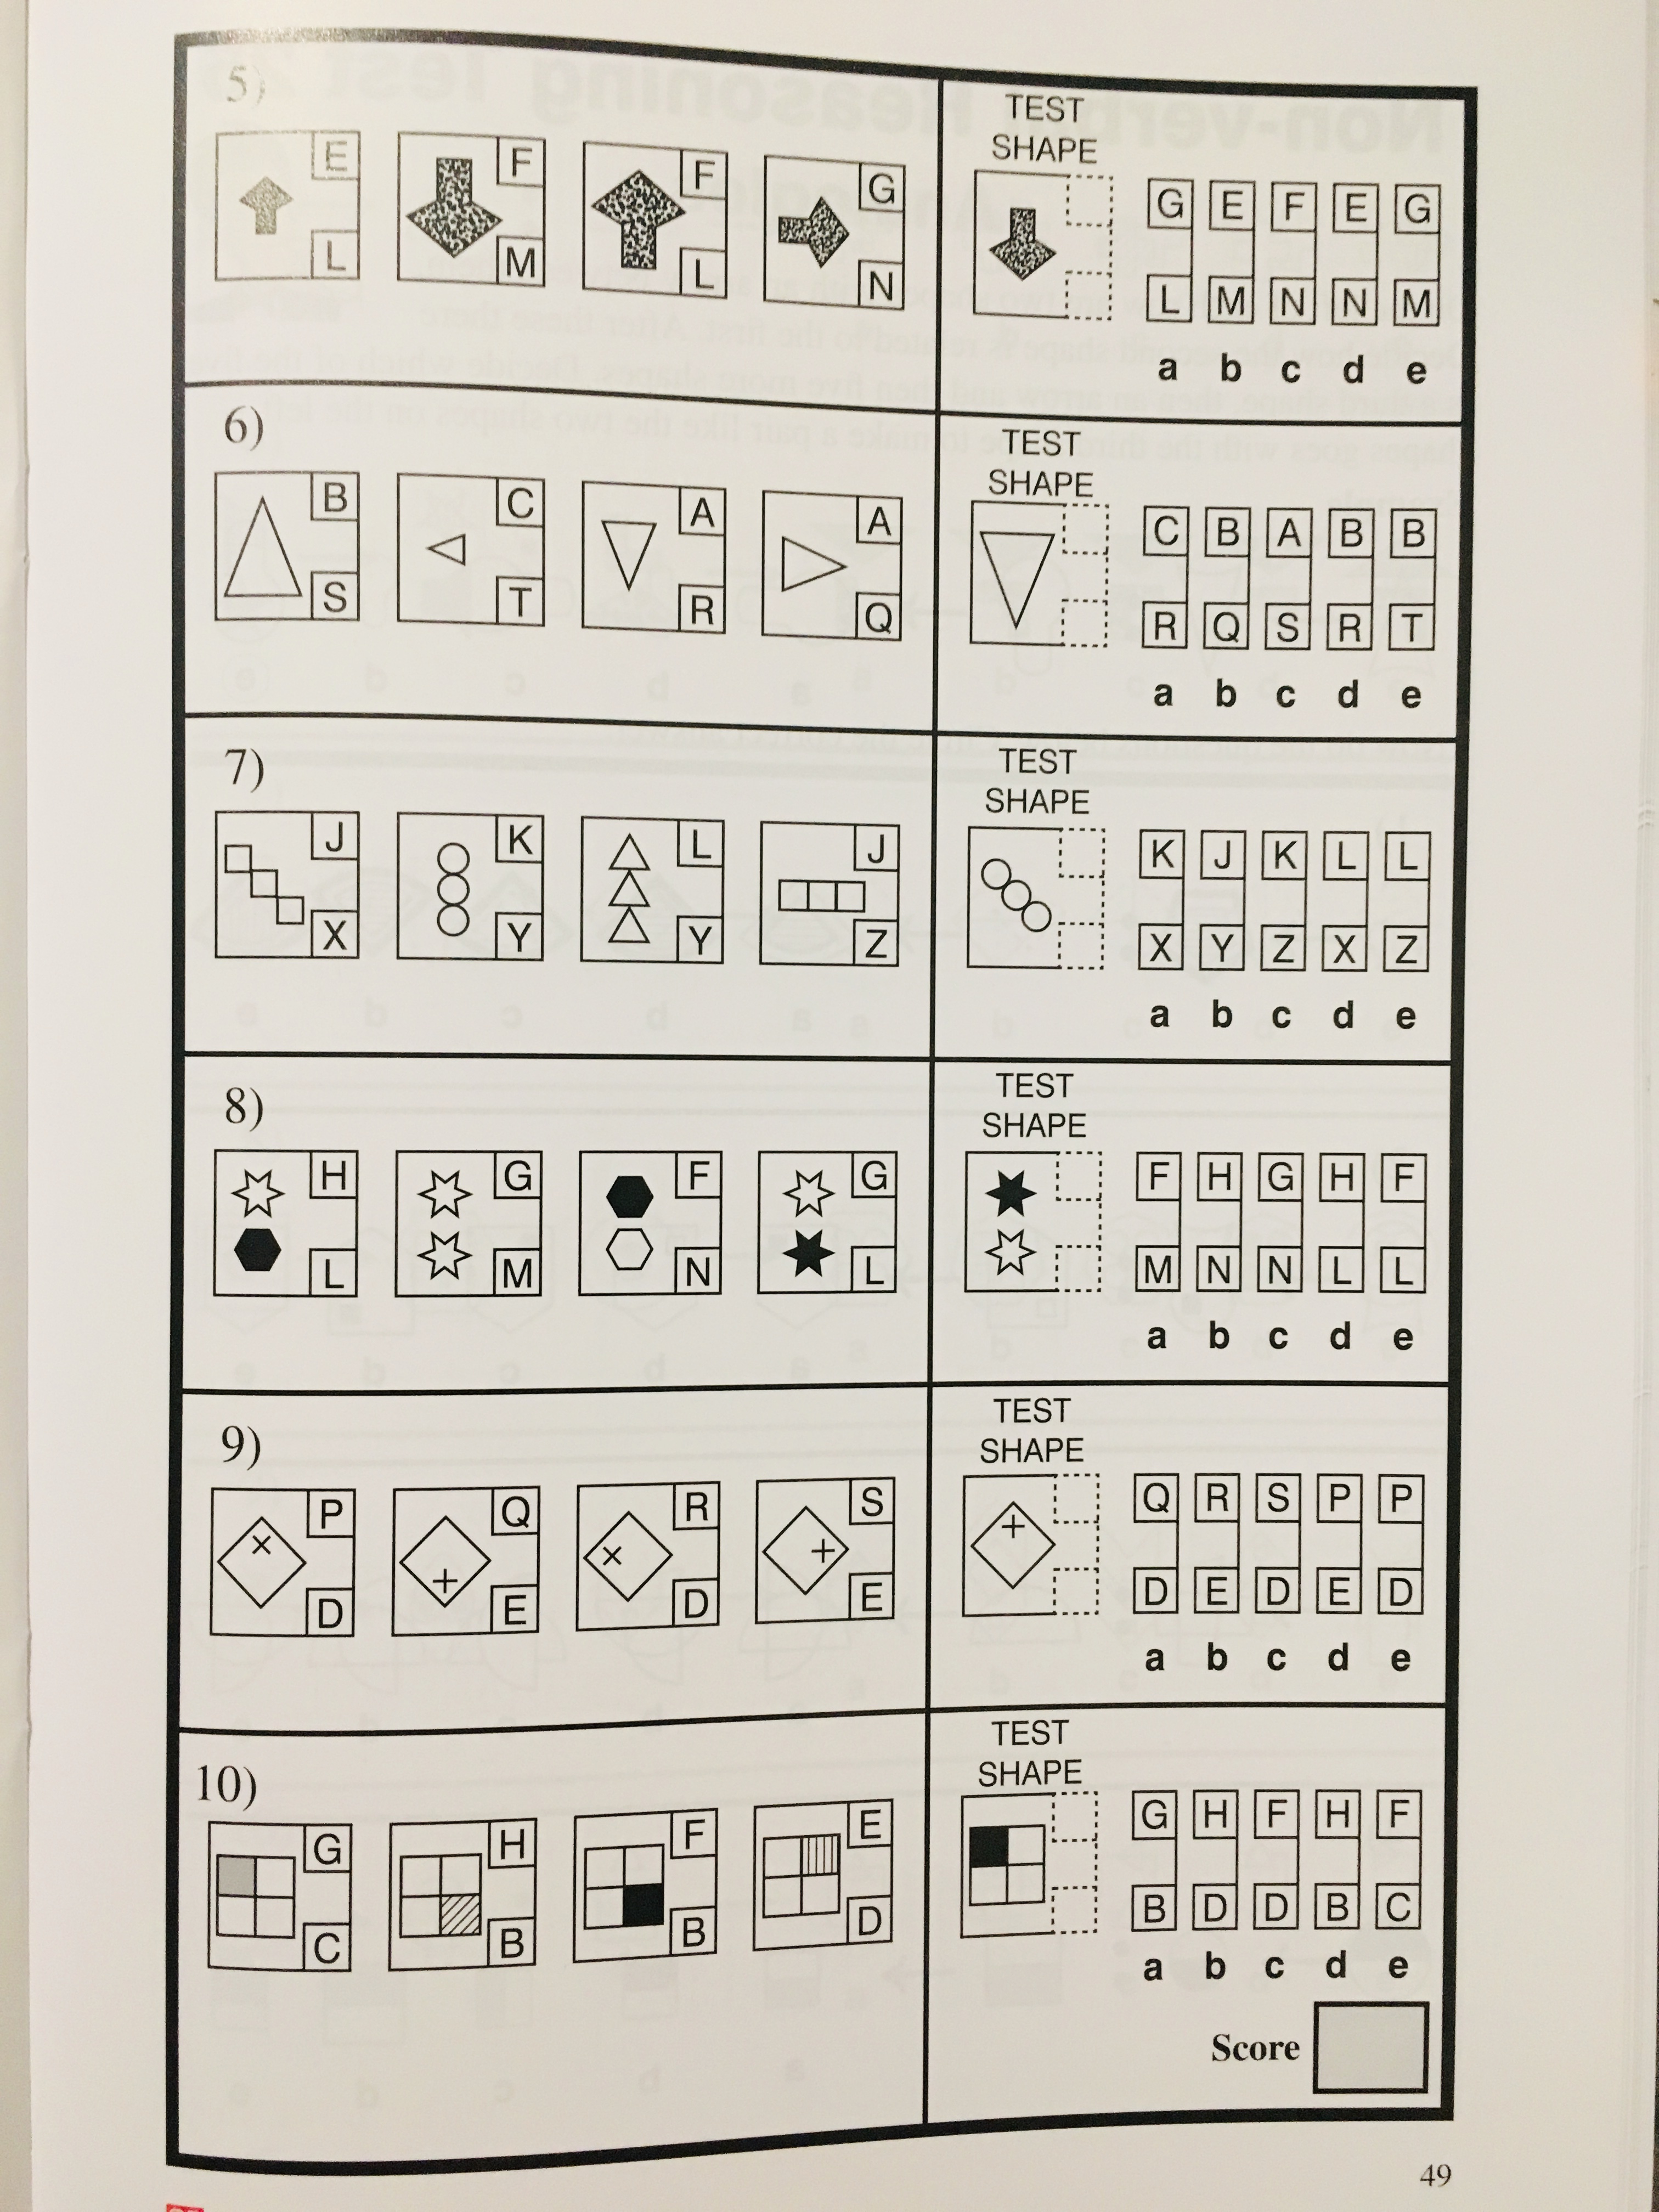 5)
E F F G
L M L N
TEST
SHAPE
G E F E G
L M N N M
a b c d e
6)
B C A A
S T R Q
TEST
SHAPE
C B A B B
R Q S R T
a b c d e
7)
J K L J
X Y Y Z
TEST
SHAPE
K J K L L
X Y Z X Z
a b c d e
8)
H G F G
L M N L
TEST
SHAPE
F H G H F
M N N L L
a b c d e
9)
P Q R S
D E D E
TEST
SHAPE
Q R S P P
D E D E D
a b c d e
10)
G H F E
C B B D
TEST
SHAPE
G H F H F
B D D B C
a b c d e
Score
49